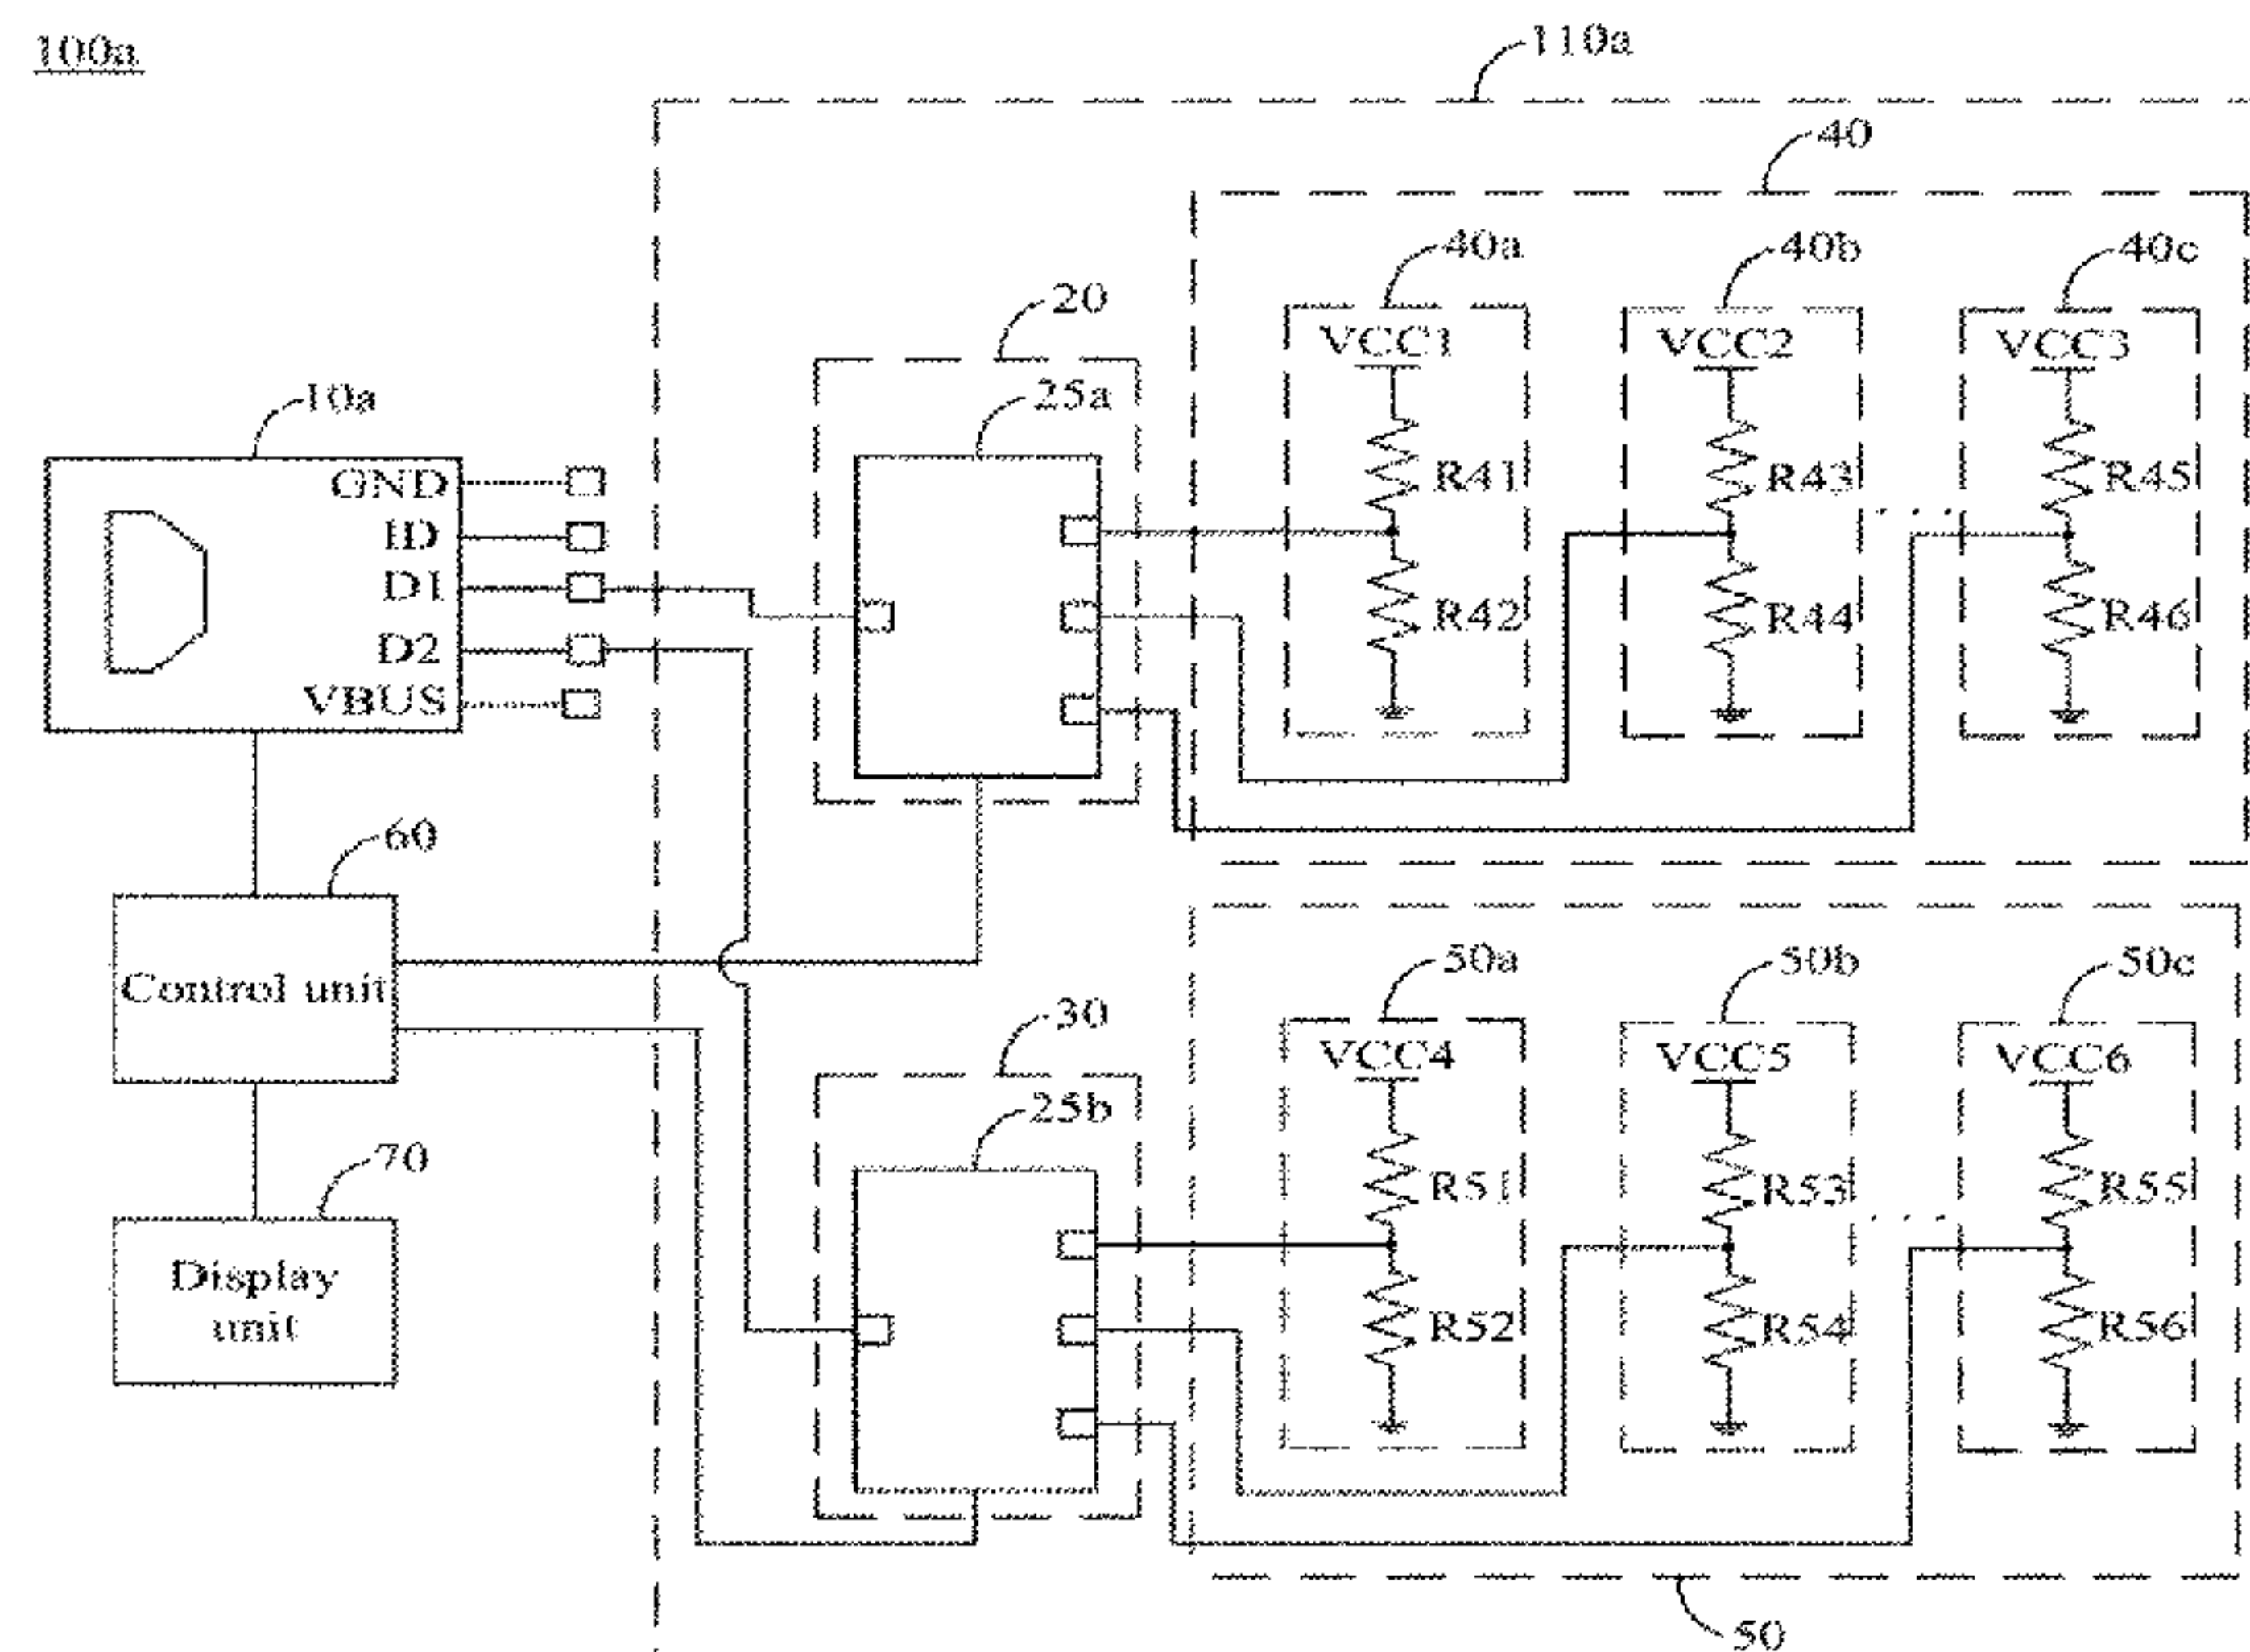 100a
110a
40
40a
40b
40c
20
VCC1
VCC2
VCC3
25a
10a
GND
R41
R43
R45
ID
. . .
D1
R42
R44
R46
D2
VBUS
60
50a
50b
50c
Control unit
30
VCC4
VCC5
VCC6
25b
70
R51
R53
R55
. . .
Display
unit
R52
R54
R56
50